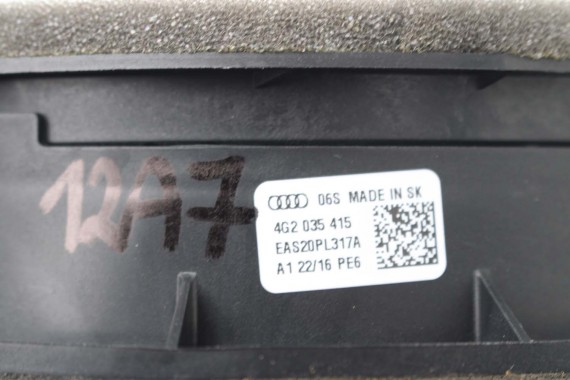 12A7
06S MADE IN SK
4G2 035 415
EAS20PL317A
A1 22/16 PE6